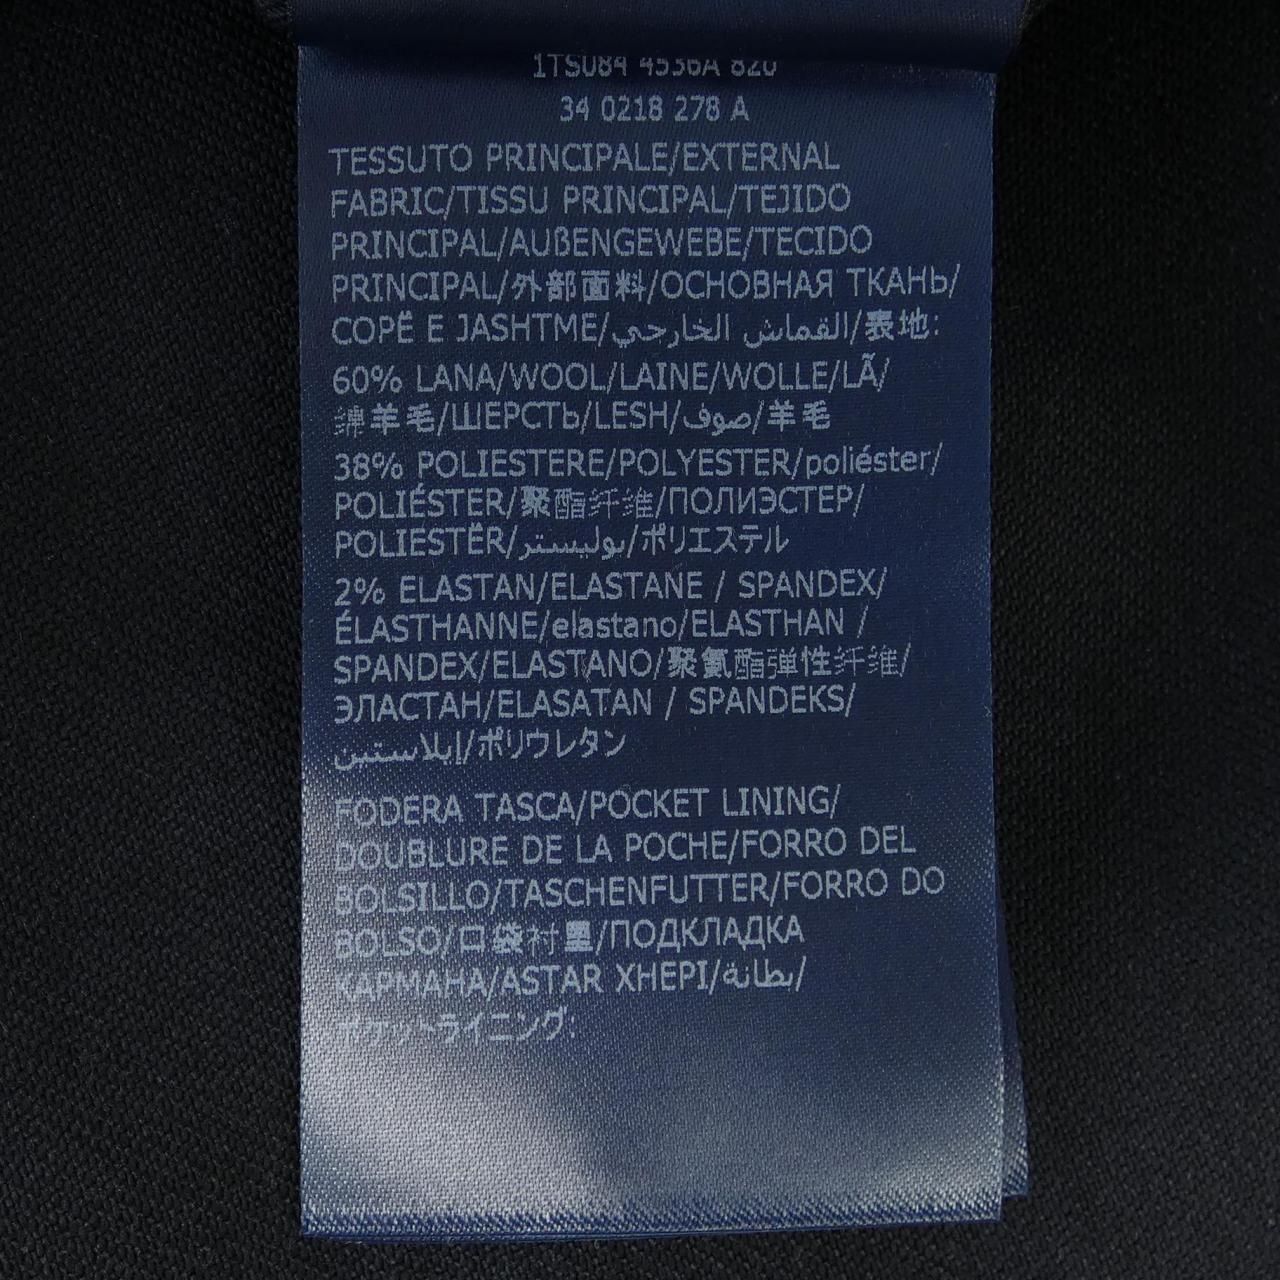 1TS084 4536A 820
34 0218 278 A
TESSUTO PRINCIPALE/EXTERNAL
FABRIC/TISSU PRINCIPAL/TEJIDO
PRINCIPAL/AUßENGEWEBE/TECIDO
PRINCIPAL/外部面料/ОСНОВНАЯ ТКАНЬ/
COPË E JASHTME/القماش الخارجي/表地:
60% LANA/WOOL/LAINE/WOLLE/LÃ/
绵羊毛/ШЕРСТЬ/LESH/صوف/羊毛
38% POLIESTERE/POLYESTER/poliéster/
POLIÉSTER/聚酯纤维/ПОЛИЭСТЕР/
POLIESTËR/بوليستر/ポリエステル
2% ELASTAN/ELASTANE / SPANDEX/
ÉLASTHANNE/elastano/ELASTHAN /
SPANDEX/ELASTANO/聚氨酯弹性纤维/
ЭЛАСТАН/ELASATAN / SPANDEKS/
إيلاستين/ポリウレタン
FODERA TASCA/POCKET LINING/
DOUBLURE DE LA POCHE/FORRO DEL
BOLSILLO/TASCHENFUTTER/FORRO DO
BOLSO/口袋衬里/ПОДКЛАДКА
КАРМАНА/ASTAR XHEPI/بطانة/
ポケットライニング: